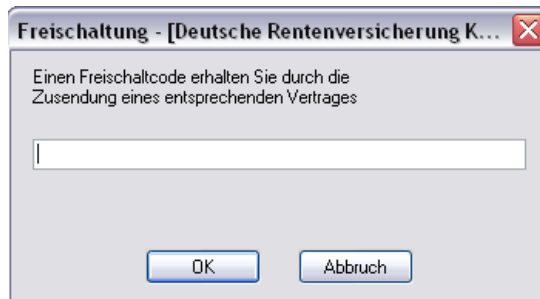 Freischaltung - [Deutsche Rentenversicherung K...
Einen Freischaltcode erhalten Sie durch die
Zusendung eines entsprechenden Vertrages
OK Abbruch